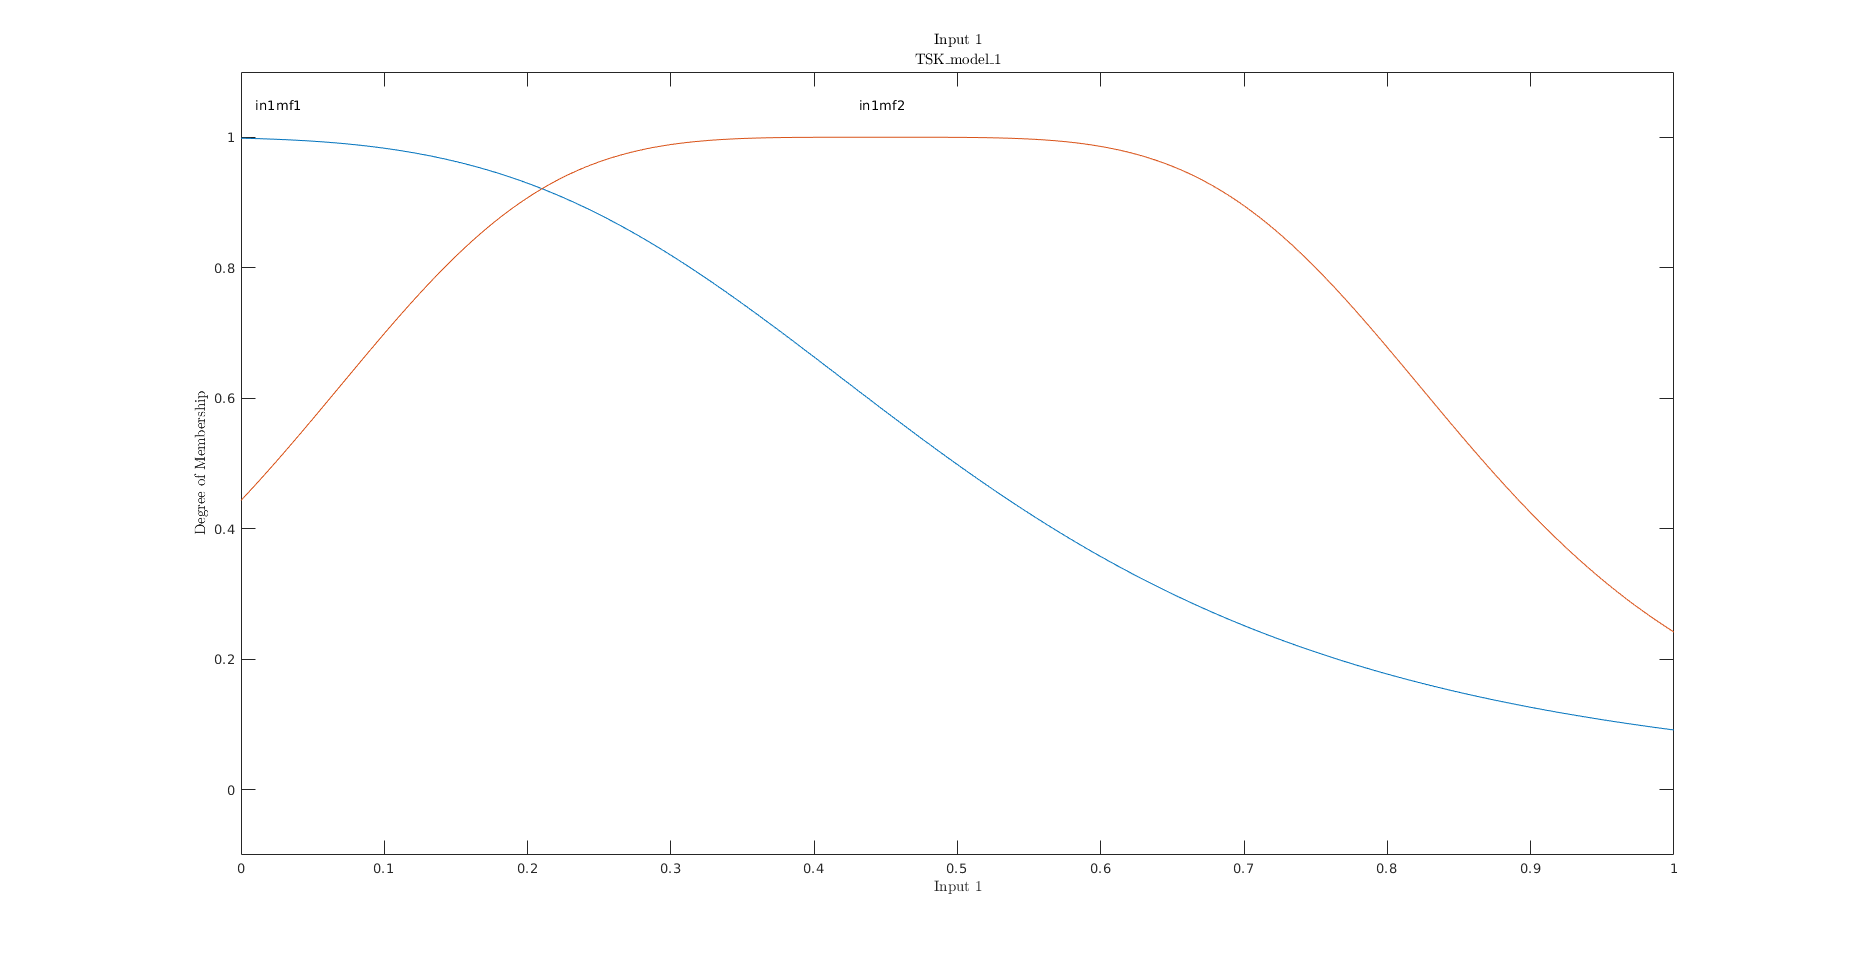 Input 1
TSK_model_1
in1mf1 in1mf2
1
0.8
0.6
0.4
0.2
0
Degree of Membership
0 0.1 0.2 0.3 0.4 0.5 0.6 0.7 0.8 0.9 1
Input 1